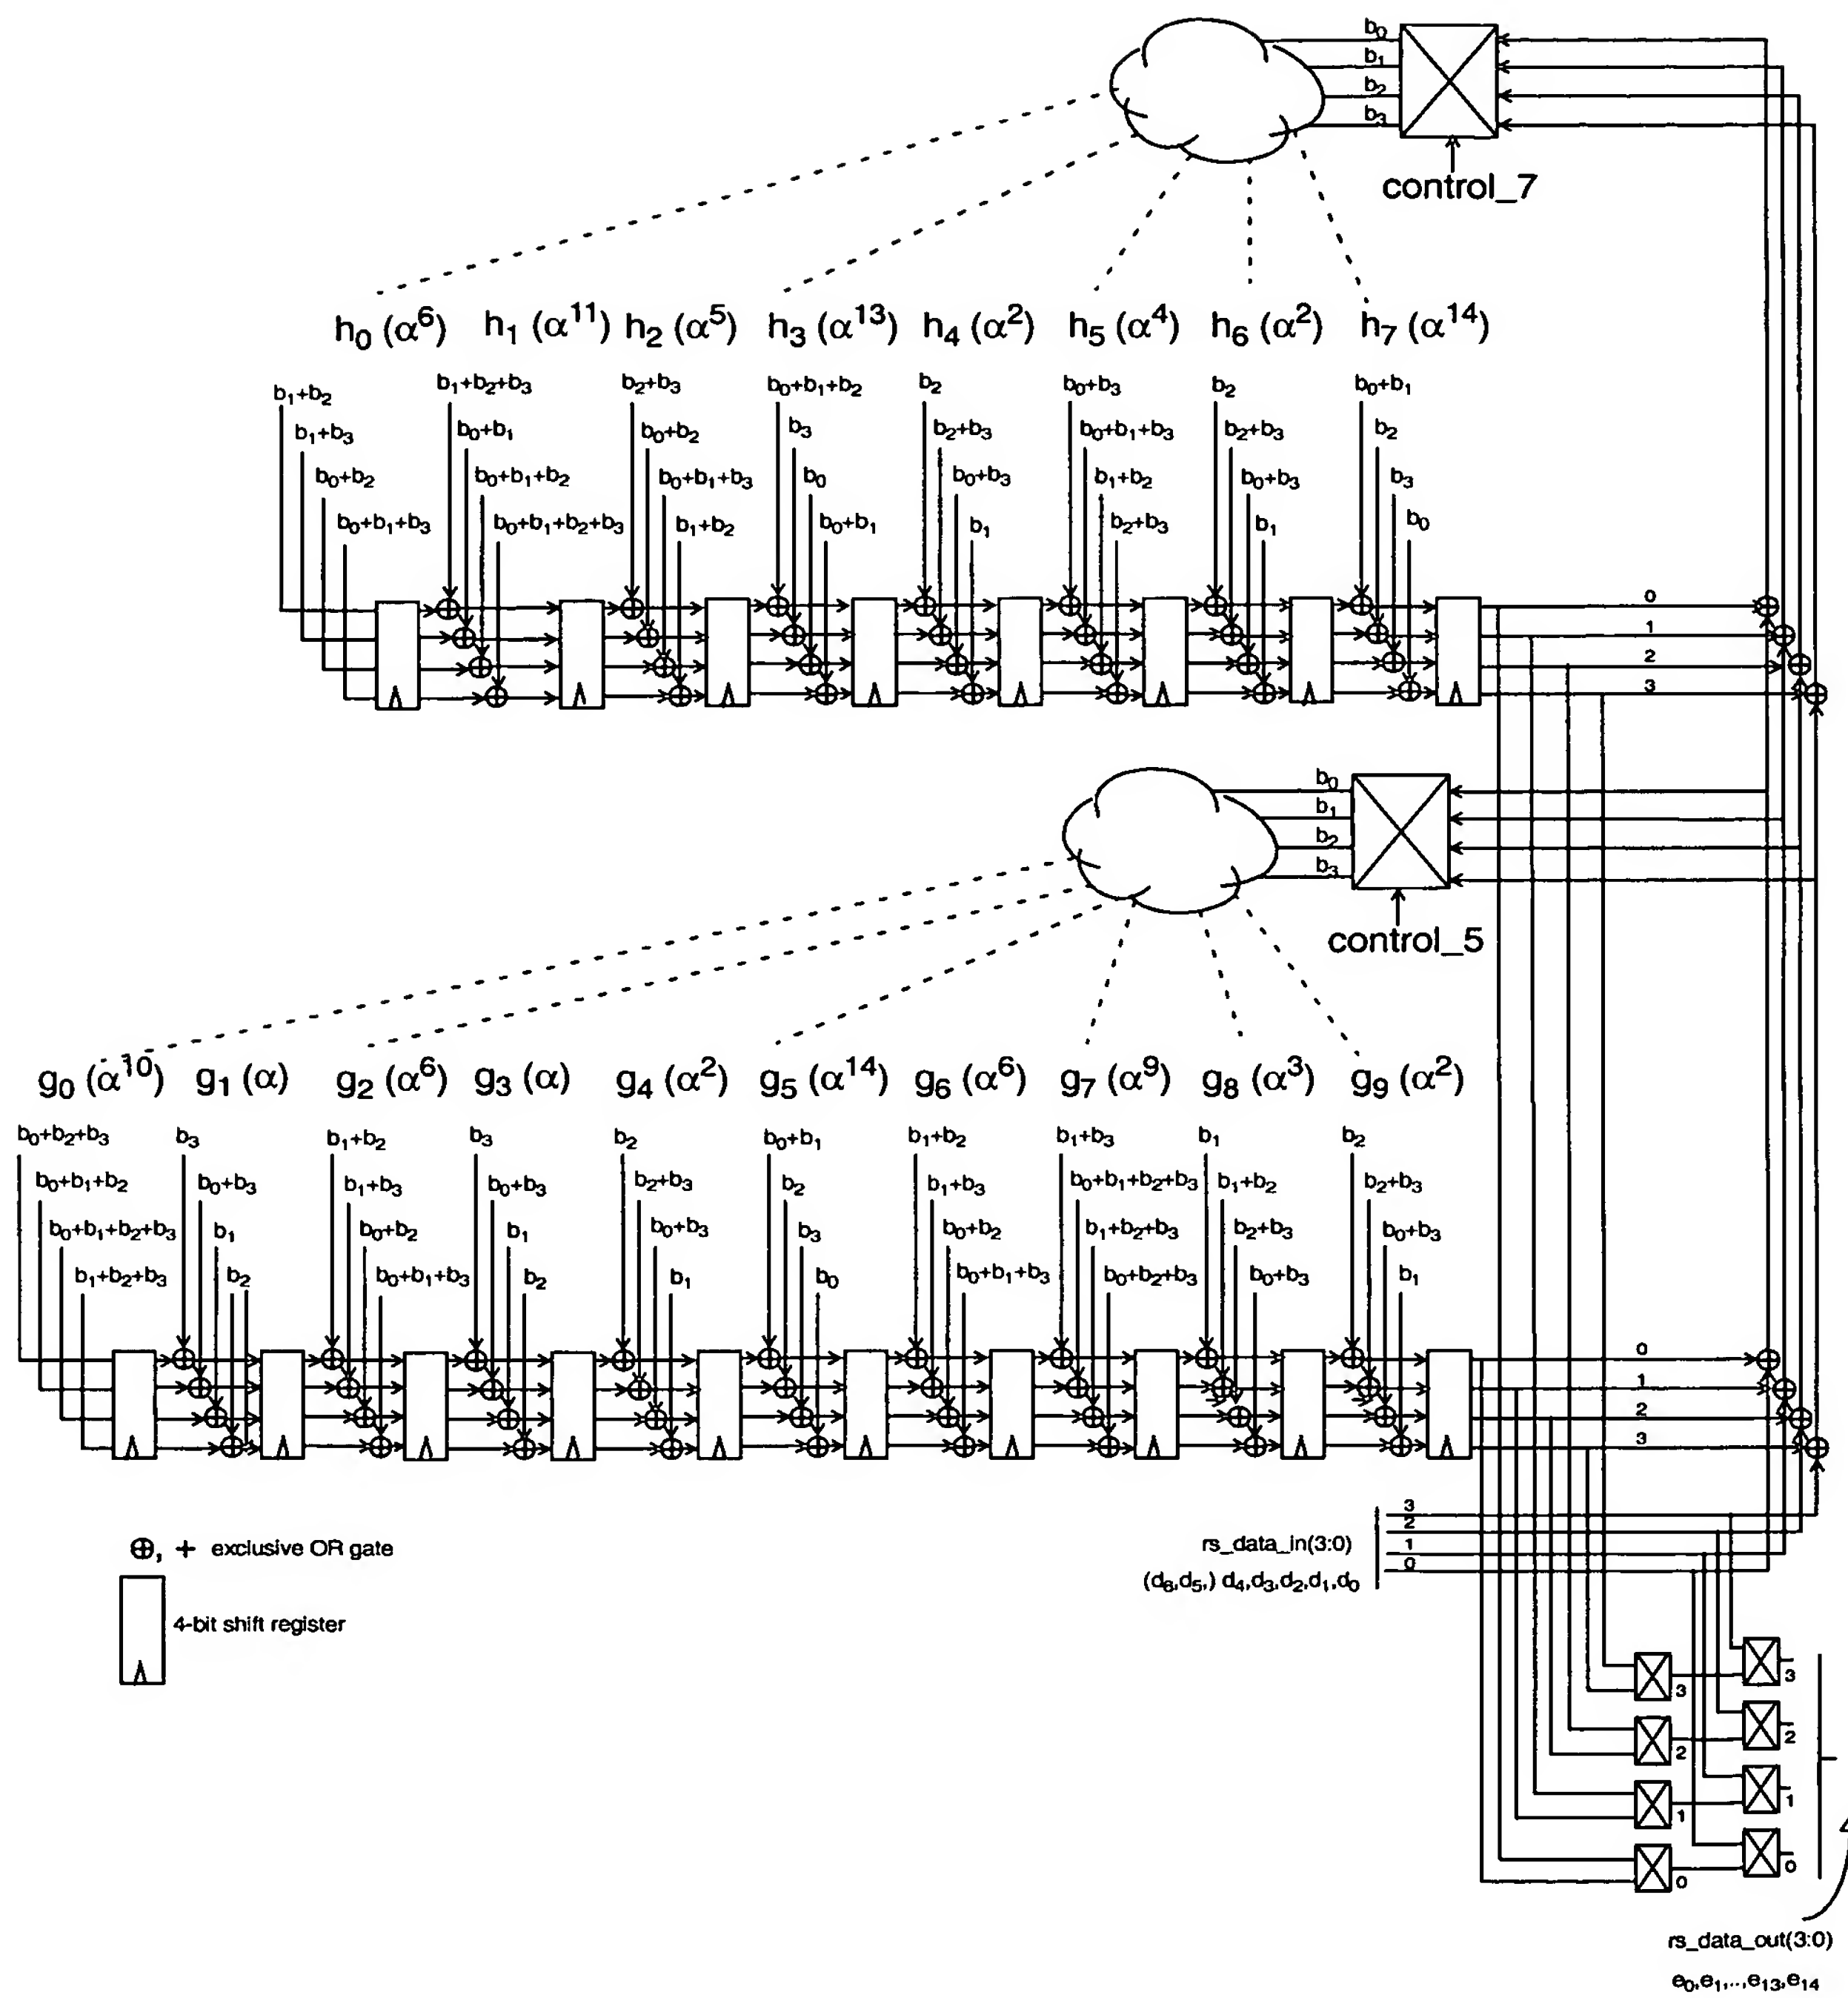 b₀
b₁
b₂
b₃
control_7
h₀ (α⁶) h₁ (α¹¹) h₂ (α⁵) h₃ (α¹³) h₄ (α²) h₅ (α⁴) h₆ (α²) h₇ (α¹⁴)
b₁+b₂ b₁+b₂+b₃ b₂+b₃ b₀+b₁+b₂ b₂ b₀+b₃ b₂ b₀+b₁
b₁+b₃ b₀+b₁ b₀+b₂ b₃ b₂+b₃ b₀+b₁+b₃ b₂+b₃ b₂
b₀+b₂ b₀+b₁+b₂ b₀+b₁+b₃ b₀ b₀+b₃ b₁+b₂ b₀+b₃ b₃
b₀+b₁+b₃ b₀+b₁+b₂+b₃ b₁+b₂ b₀+b₁ b₁ b₂+b₃ b₁ b₀
0
1
2
3
b₀
b₁
b₂
b₃
control_5
g₀ (α¹⁰) g₁ (α) g₂ (α⁶) g₃ (α) g₄ (α²) g₅ (α¹⁴) g₆ (α⁶) g₇ (α⁹) g₈ (α³) g₉ (α²)
b₀+b₂+b₃ b₃ b₁+b₂ b₃ b₂ b₀+b₁ b₁+b₂ b₁+b₃ b₁ b₂
b₀+b₁+b₂ b₀+b₃ b₁+b₃ b₀+b₃ b₂+b₃ b₂ b₁+b₃ b₀+b₁+b₂+b₃ b₁+b₂ b₂+b₃
b₀+b₁+b₂+b₃ b₁ b₀+b₂ b₁ b₀+b₃ b₃ b₀+b₂ b₁+b₂+b₃ b₂+b₃ b₀+b₃
b₁+b₂+b₃ b₂ b₀+b₁+b₃ b₂ b₁ b₀ b₀+b₁+b₃ b₀+b₂+b₃ b₀+b₃ b₁
0
1
2
3
⊕, + exclusive OR gate
4-bit shift register
3
2
1
0
rs_data_in(3:0)
(d₆,d₅,) d₄,d₃,d₂,d₁,d₀
3 3
2 2
1 1
0 0
rs_data_out(3:0)
e₀,e₁,..,e₁₃,e₁₄